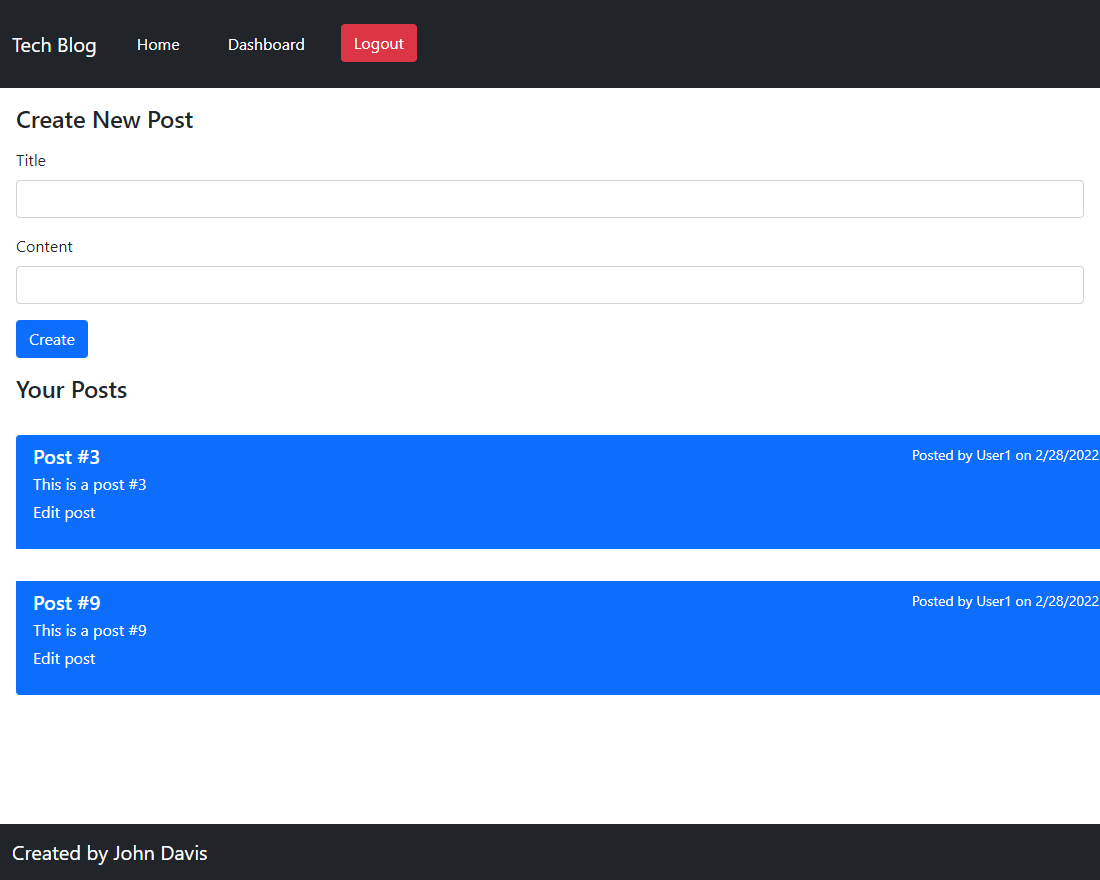 Tech Blog Home Dashboard Logout
Create New Post
Title
Content
Create
Your Posts
Post #3 Posted by User1 on 2/28/2022
This is a post #3
Edit post
Post #9 Posted by User1 on 2/28/2022
This is a post #9
Edit post
Created by John Davis